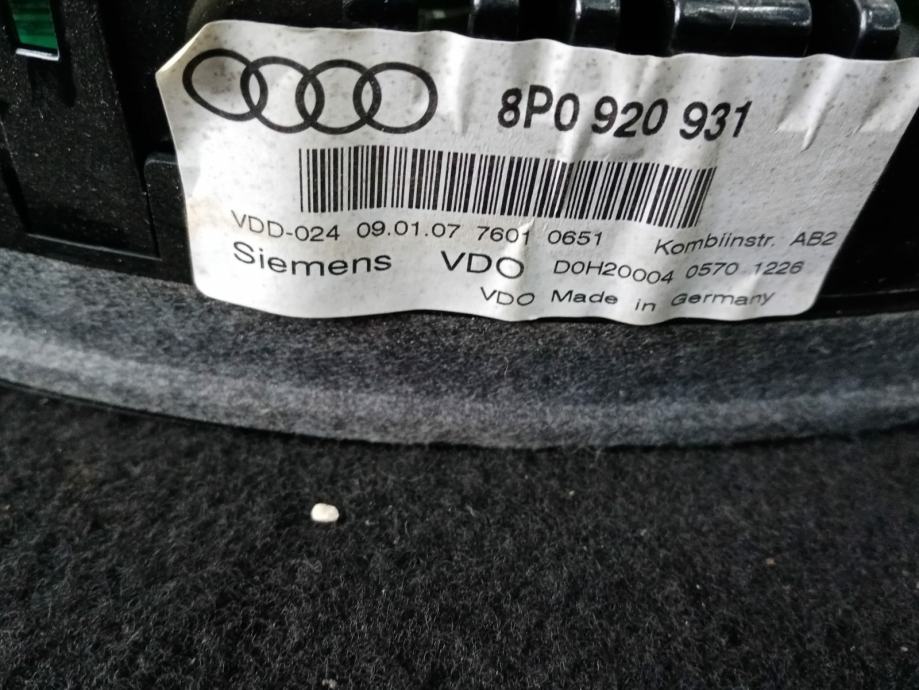 8P0 920 931
VDD-024 09.01.07 7601 0651 Kombiinstr. AB2
Siemens VDO D0H20004 0570 1226
VDO Made in Germany